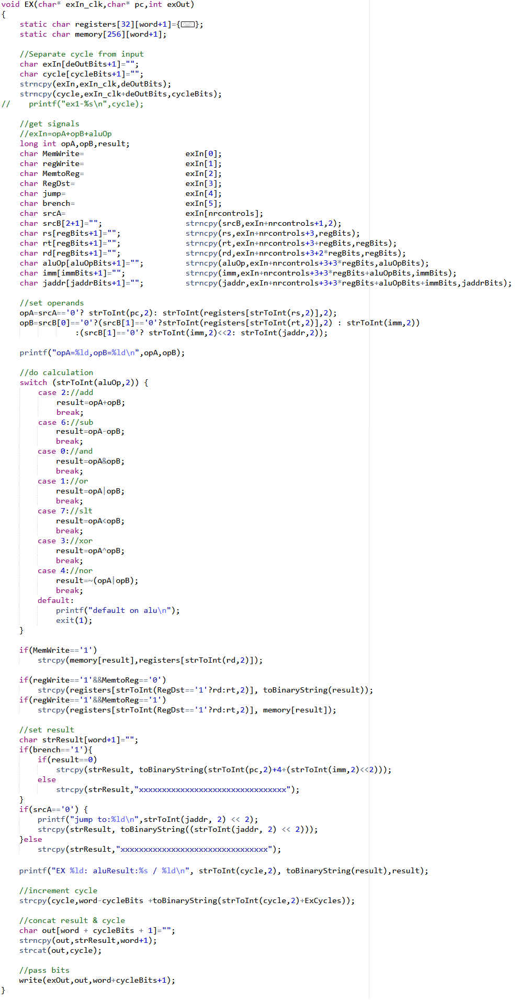 void EX(char* exIn_clk,char* pc,int exOut)
{
    static char registers[32][word+1]={...};
    static char memory[256][word+1];

    //Separate cycle from input
    char exIn[deOutBits+1]="";
    char cycle[cycleBits+1]="";
    strncpy(exIn,exIn_clk,deOutBits);
    strncpy(cycle,exIn_clk+deOutBits,cycleBits);
//    printf("ex1-%s\n",cycle);

    //get signals
    //exIn=opA+opB+aluOp
    long int opA,opB,result;
    char MemWrite=                      exIn[0];
    char regWrite=                      exIn[1];
    char MemtoReg=                      exIn[2];
    char RegDst=                        exIn[3];
    char jump=                          exIn[4];
    char brench=                        exIn[5];
    char srcA=                          exIn[nrcontrols];
    char srcB[2+1]="";                  strncpy(srcB,exIn+nrcontrols+1,2);
    char rs[regBits+1]="";              strncpy(rs,exIn+nrcontrols+3,regBits);
    char rt[regBits+1]="";              strncpy(rt,exIn+nrcontrols+3+regBits,regBits);
    char rd[regBits+1]="";              strncpy(rd,exIn+nrcontrols+3+2*regBits,regBits);
    char aluOp[aluOpBits+1]="";         strncpy(aluOp,exIn+nrcontrols+3+3*regBits,aluOpBits);
    char imm[immBits+1]="";             strncpy(imm,exIn+nrcontrols+3+3*regBits+aluOpBits,immBits);
    char jaddr[jaddrBits+1]="";         strncpy(jaddr,exIn+nrcontrols+3+3*regBits+aluOpBits+immBits,jaddrBits);

    //set operands
    opA=srcA=='0'? strToInt(pc,2): strToInt(registers[strToInt(rs,2)],2);
    opB=srcB[0]=='0'?(srcB[1]=='0'?strToInt(registers[strToInt(rt,2)],2) : strToInt(imm,2))
                :(srcB[1]=='0'? strToInt(imm,2)<<2: strToInt(jaddr,2));

    printf("opA=%ld,opB=%ld\n",opA,opB);

    //do calculation
    switch (strToInt(aluOp,2)) {
        case 2://add
            result=opA+opB;
            break;
        case 6://sub
            result=opA-opB;
            break;
        case 0://and
            result=opA&opB;
            break;
        case 1://or
            result=opA|opB;
            break;
        case 7://slt
            result=opA<opB;
            break;
        case 3://xor
            result=opA^opB;
            break;
        case 4://nor
            result=~(opA|opB);
            break;
        default:
            printf("default on alu\n");
            exit(1);
    }

    if(MemWrite=='1')
        strcpy(memory[result],registers[strToInt(rd,2)]);

    if(regWrite=='1'&&MemtoReg=='0')
        strcpy(registers[strToInt(RegDst=='1'?rd:rt,2)], toBinaryString(result));
    if(regWrite=='1'&&MemtoReg=='1')
        strcpy(registers[strToInt(RegDst=='1'?rd:rt,2)], memory[result]);

    //set result
    char strResult[word+1]="";
    if(brench=='1'){
        if(result==0)
            strcpy(strResult, toBinaryString(strToInt(pc,2)+4+(strToInt(imm,2)<<2)));
        else
            strcpy(strResult,"xxxxxxxxxxxxxxxxxxxxxxxxxxxxxxxx");
    }
    if(srcA=='0') {
        printf("jump to:%ld\n",strToInt(jaddr, 2) << 2);
        strcpy(strResult, toBinaryString((strToInt(jaddr, 2) << 2)));
    }else
        strcpy(strResult,"xxxxxxxxxxxxxxxxxxxxxxxxxxxxxxxx");

    printf("EX %ld: aluResult:%s / %ld\n", strToInt(cycle,2), toBinaryString(result),result);

    //increment cycle
    strcpy(cycle,word-cycleBits +toBinaryString(strToInt(cycle,2)+ExCycles));

    //concat result & cycle
    char out[word + cycleBits + 1]="";
    strncpy(out,strResult,word+1);
    strcat(out,cycle);

    //pass bits
    write(exOut,out,word+cycleBits+1);
}